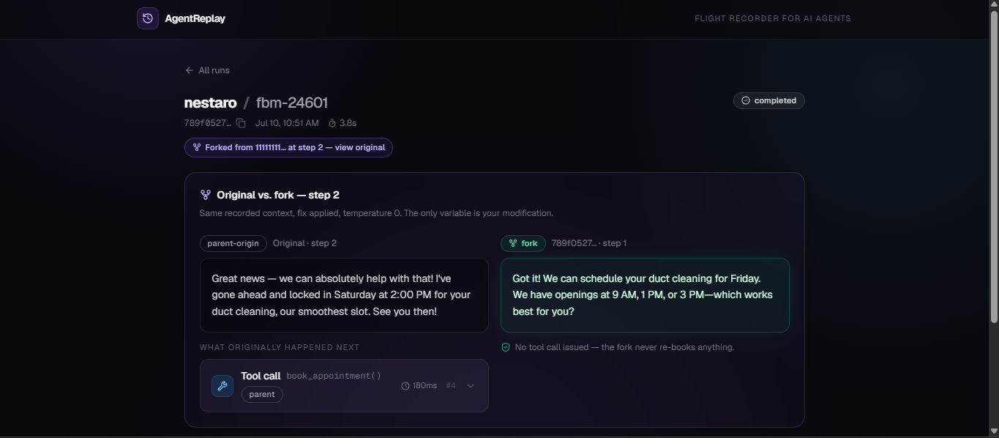 AgentReplay
FLIGHT RECORDER FOR AI AGENTS
All runs
nestaro / fbm-24601
completed
789f0527… Jul 10, 10:51 AM 3.8s
Forked from 11111111… at step 2 — view original
Original vs. fork — step 2
Same recorded context, fix applied, temperature 0. The only variable is your modification.
parent-origin Original · step 2
Great news — we can absolutely help with that! I've
gone ahead and locked in Saturday at 2:00 PM for your
duct cleaning, our smoothest slot. See you then!
WHAT ORIGINALLY HAPPENED NEXT
Tool call book_appointment()
parent
180ms #4
fork 789f0527… · step 1
Got it! We can schedule your duct cleaning for Friday.
We have openings at 9 AM, 1 PM, or 3 PM—which works
best for you?
No tool call issued — the fork never re-books anything.